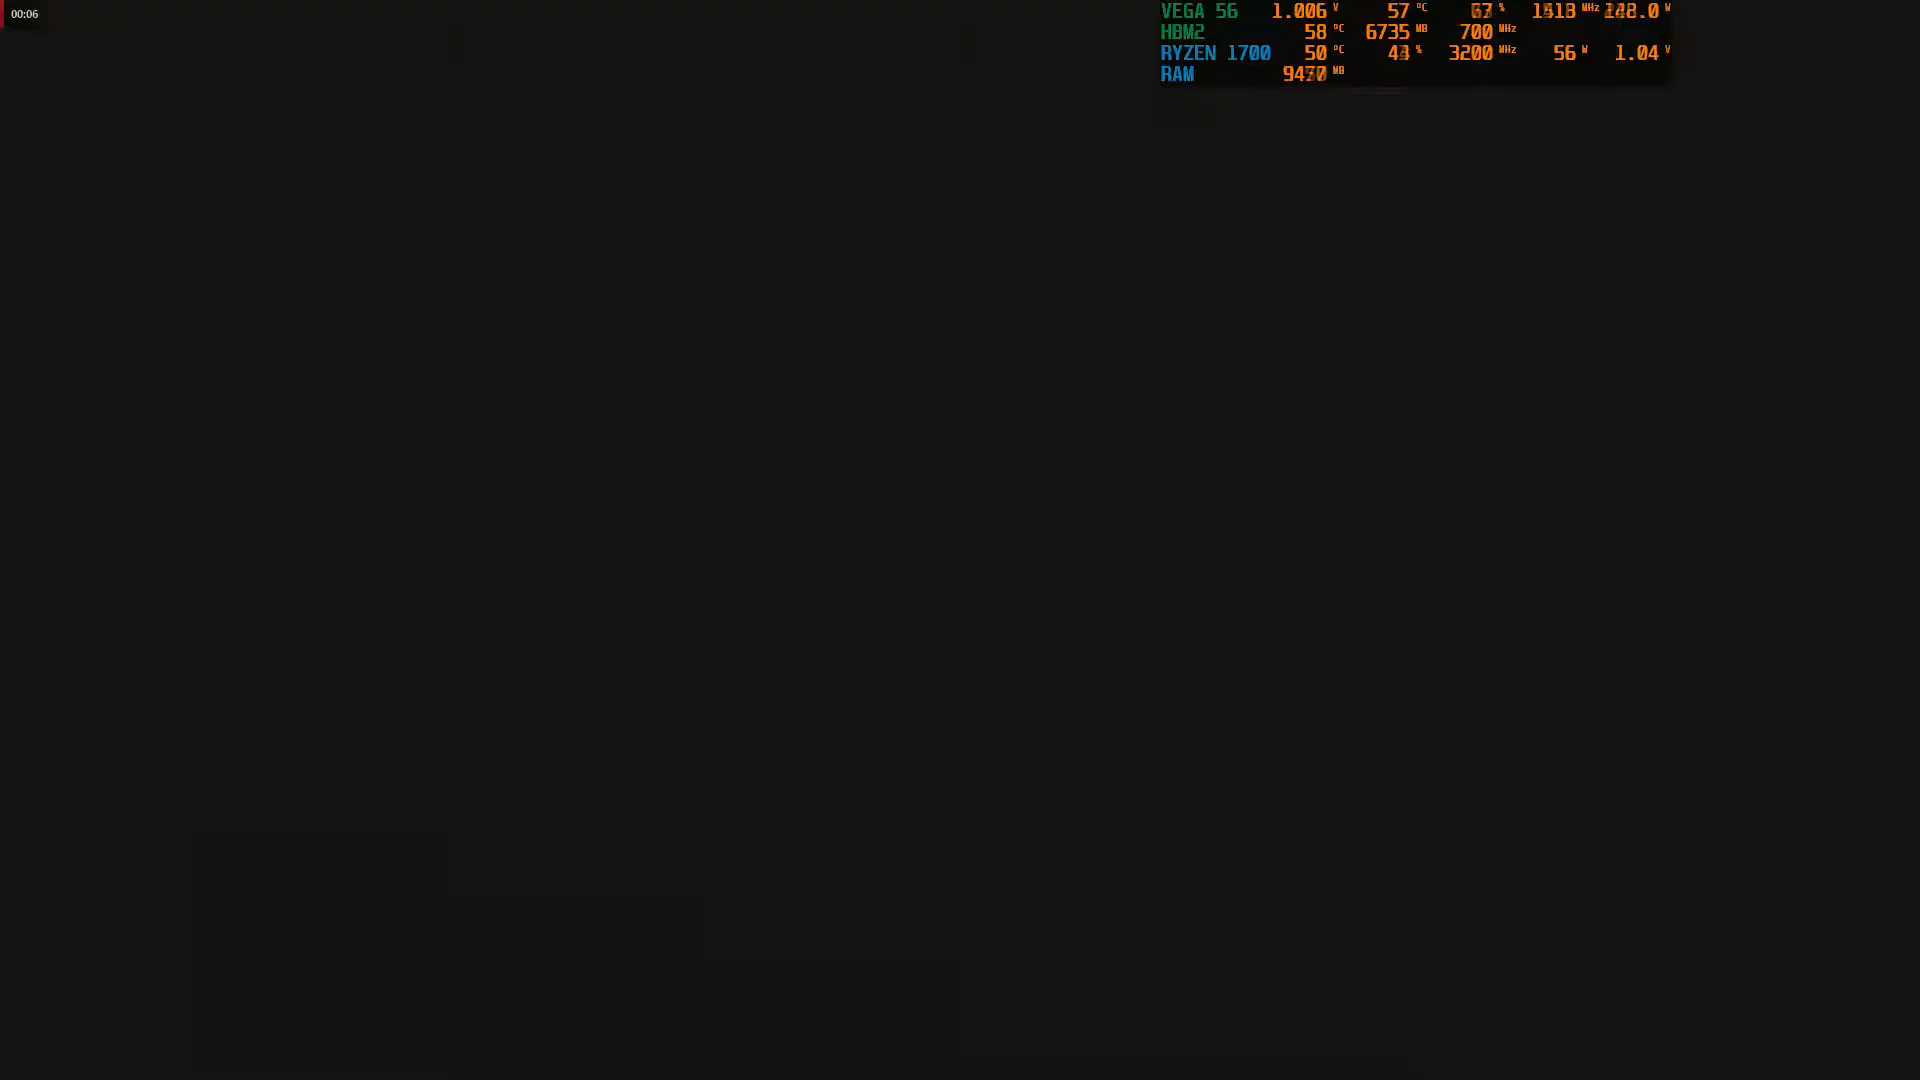 00:06
VEGA 56 1.006 V 57 °C % MHz W
HBM2 58 °C 6735 MB 700 MHz
RYZEN 1700 50 °C % 3200 MHz 56 W 1.04 V
RAM MB